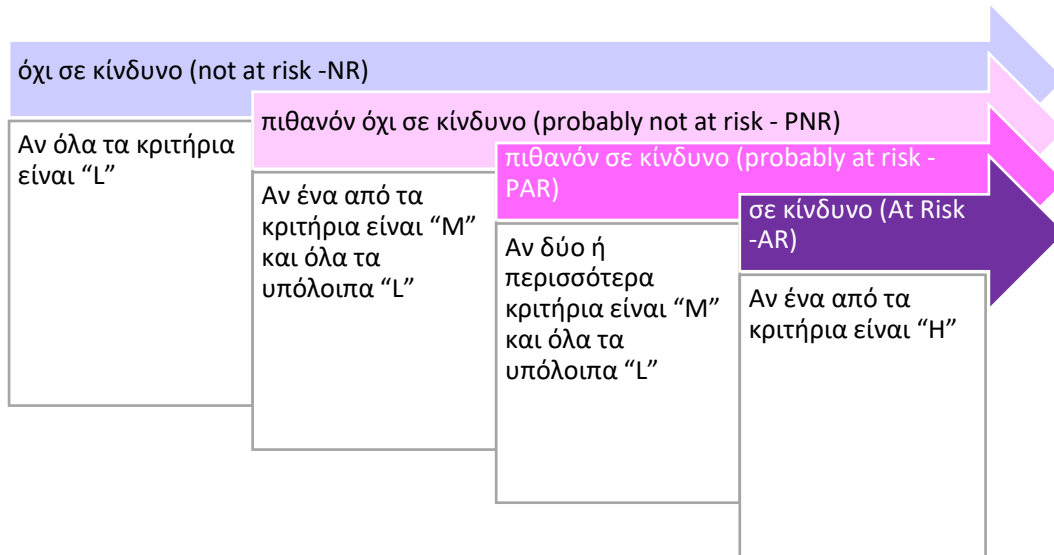 όχι σε κίνδυνο (not at risk -NR)
Αν όλα τα κριτήρια
είναι “L”
πιθανόν όχι σε κίνδυνο (probably not at risk - PNR)
Αν ένα από τα
κριτήρια είναι “M”
και όλα τα
υπόλοιπα “L”
πιθανόν σε κίνδυνο (probably at risk -
PAR)
Αν δύο ή
περισσότερα
κριτήρια είναι “M”
και όλα τα
υπόλοιπα “L”
σε κίνδυνο (At Risk
-AR)
Αν ένα από τα
κριτήρια είναι “H”